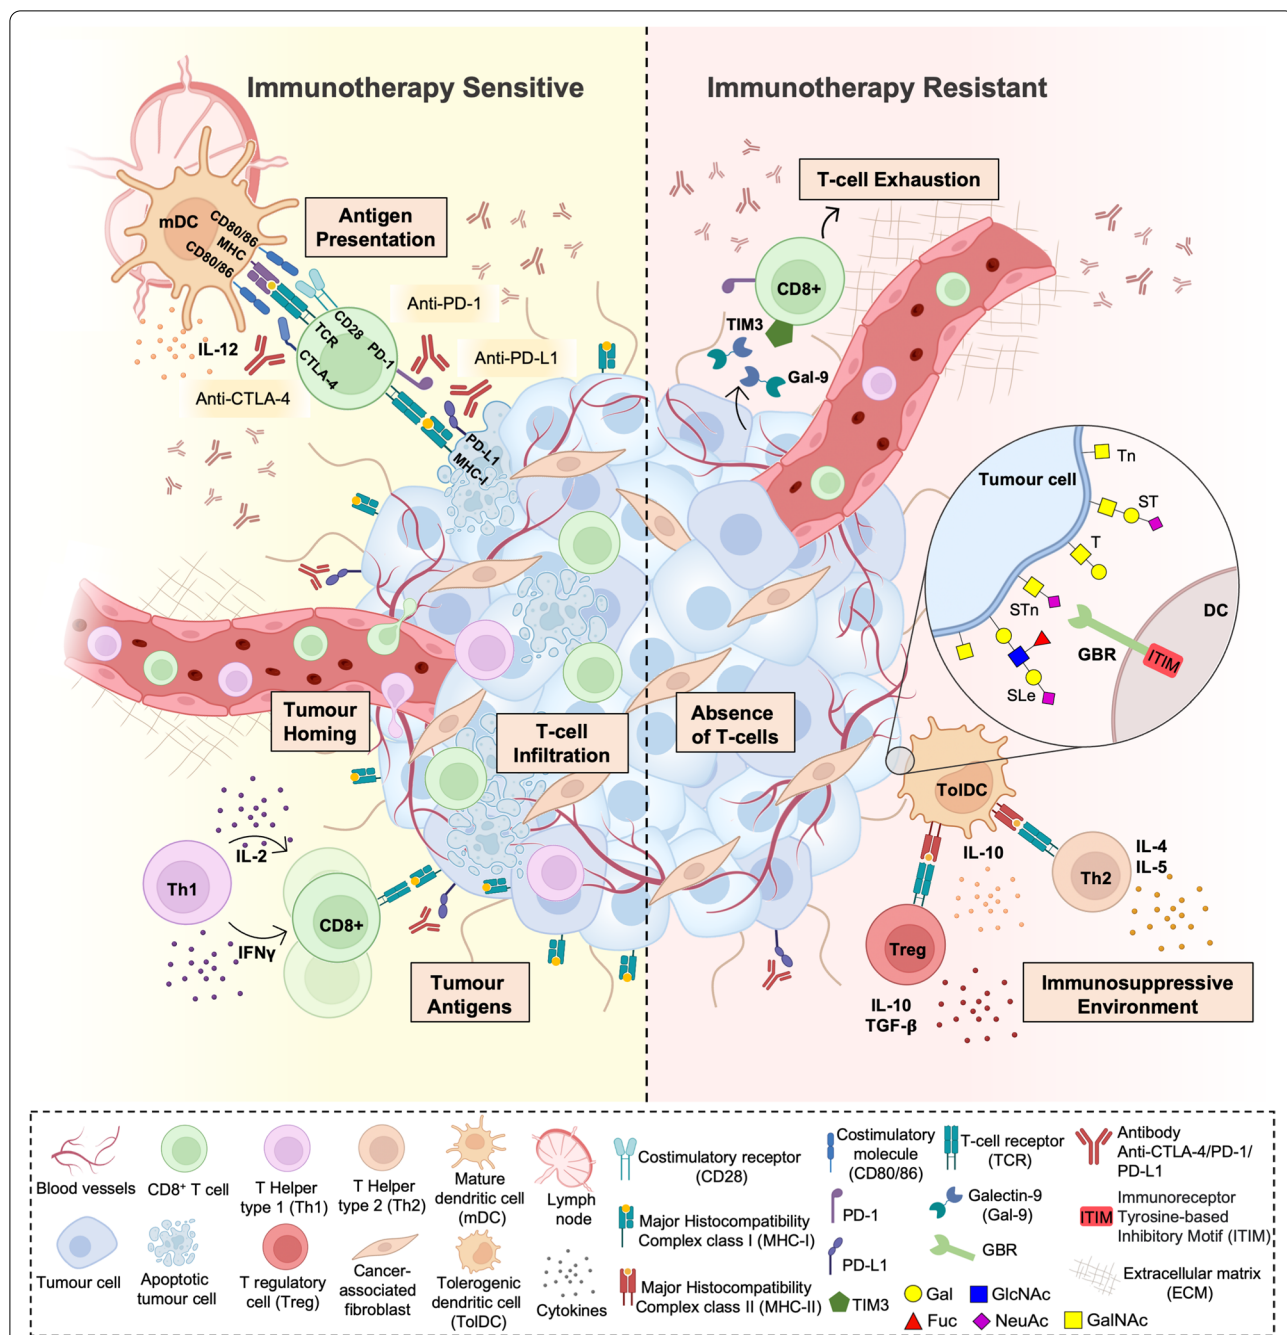 Immunotherapy Sensitive
Immunotherapy Resistant
mDC
CD80/86
MHC
CD80/86
Antigen
Presentation
IL-12
TCR
CD28
PD-1
CTLA-4
Anti-PD-1
Anti-PD-L1
Anti-CTLA-4
PD-L1
MHC-I
Tumour
Homing
T-cell
Infiltration
Th1
IL-2
IFNγ
CD8+
Tumour
Antigens
T-cell Exhaustion
CD8+
TIM3
Gal-9
Absence
of T-cells
Tumour cell
Tn
ST
T
STn
SLe
GBR
ITIM
DC
TolDC
IL-10
Th2
IL-4
IL-5
Treg
IL-10
TGF-β
Immunosuppressive
Environment
Blood vessels
CD8⁺ T cell
T Helper
type 1 (Th1)
T Helper
type 2 (Th2)
Mature
dendritic cell
(mDC)
Lymph
node
Costimulatory receptor
(CD28)
Costimulatory
molecule
(CD80/86)
T-cell receptor
(TCR)
Antibody
Anti-CTLA-4/PD-1/
PD-L1
Tumour cell
Apoptotic
tumour cell
T regulatory
cell (Treg)
Cancer-
associated
fibroblast
Tolerogenic
dendritic cell
(TolDC)
Cytokines
Major Histocompatibility
Complex class I (MHC-I)
Major Histocompatibility
Complex class II (MHC-II)
PD-1
PD-L1
TIM3
Galectin-9
(Gal-9)
GBR
ITIM
Immunoreceptor
Tyrosine-based
Inhibitory Motif (ITIM)
Extracellular matrix
(ECM)
Gal
GlcNAc
Fuc
NeuAc
GalNAc